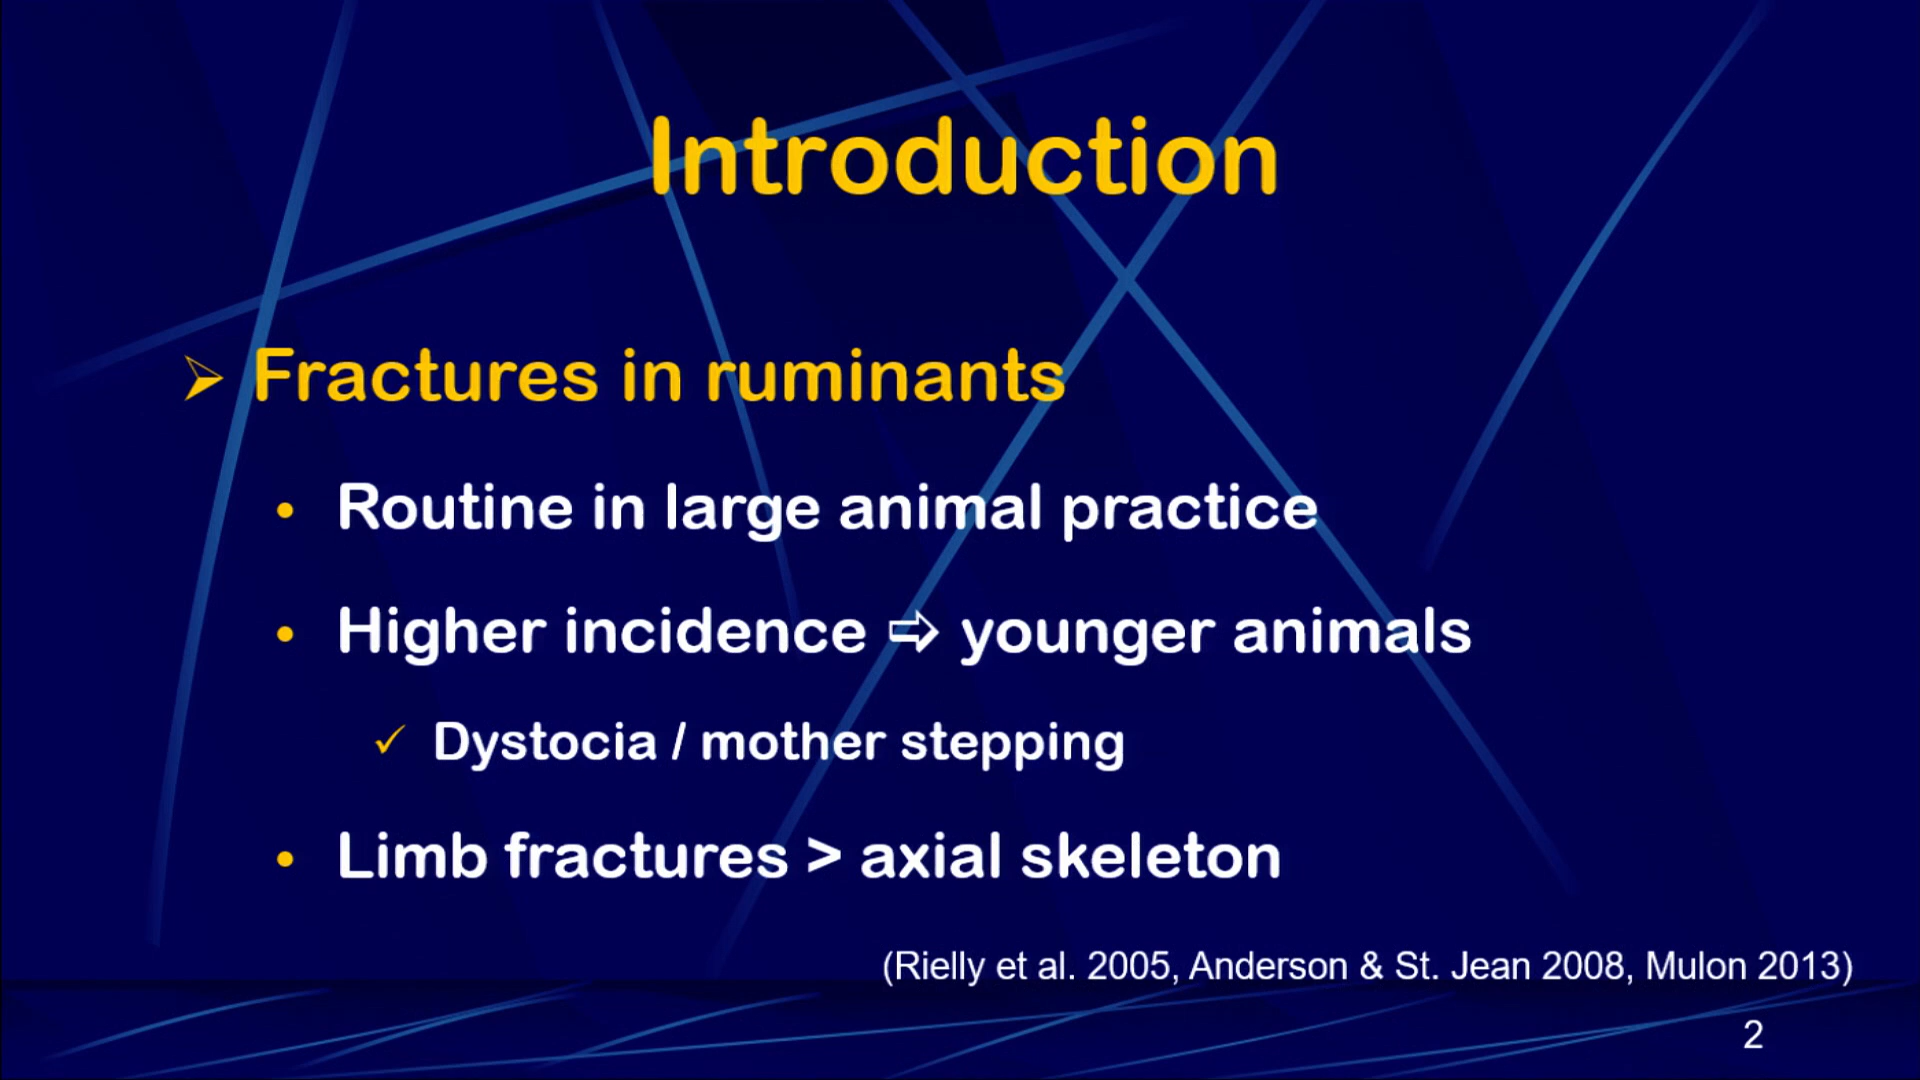 Introduction
➢ Fractures in ruminants
• Routine in large animal practice
• Higher incidence ⇨ younger animals
✓ Dystocia / mother stepping
• Limb fractures > axial skeleton
(Rielly et al. 2005, Anderson & St. Jean 2008, Mulon 2013)
2